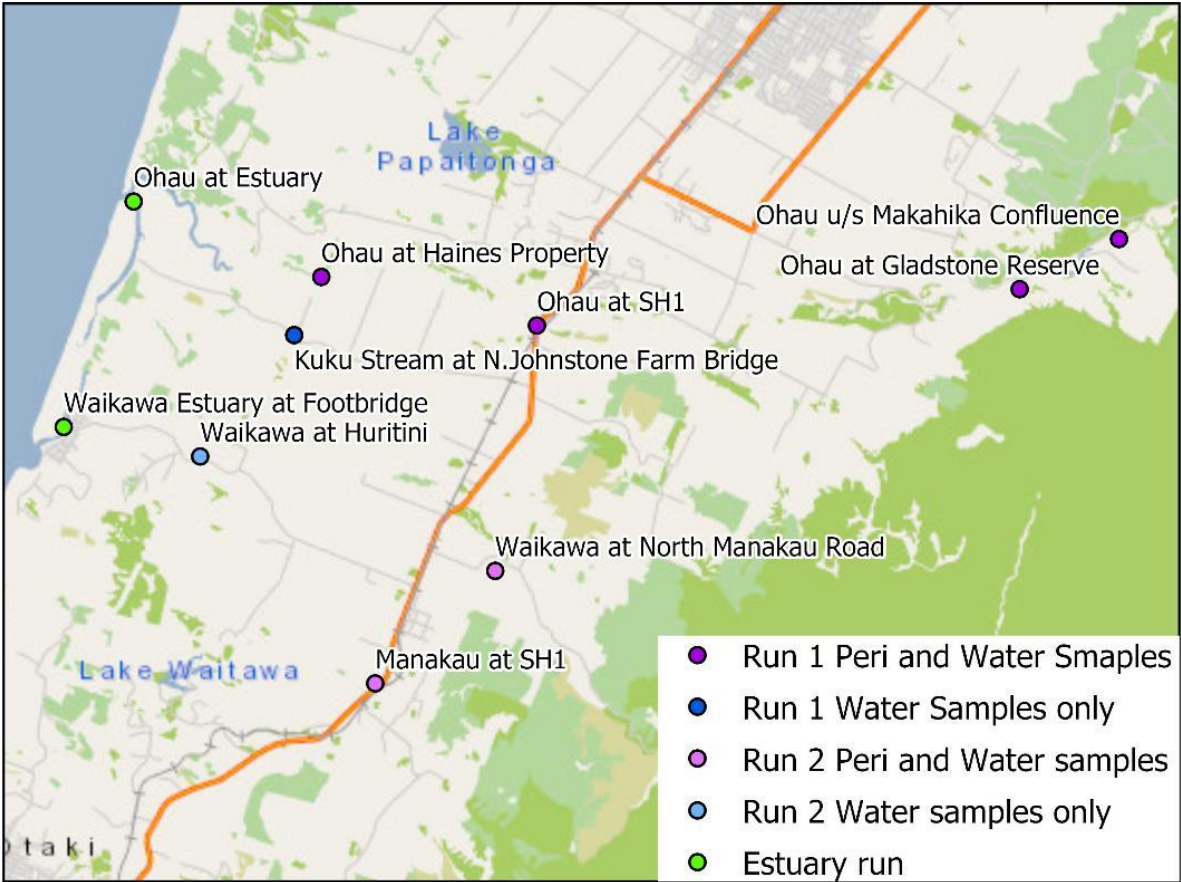 Lake
Papaitonga
Ohau at Estuary
Ohau u/s Makahika Confluence
Ohau at Haines Property
Ohau at Gladstone Reserve
Ohau at SH1
Kuku Stream at N.Johnstone Farm Bridge
Waikawa Estuary at Footbridge
Waikawa at Huritini
Waikawa at North Manakau Road
Manakau at SH1
Lake Waitawa
Otaki
Run 1 Peri and Water Smaples
Run 1 Water Samples only
Run 2 Peri and Water samples
Run 2 Water samples only
Estuary run